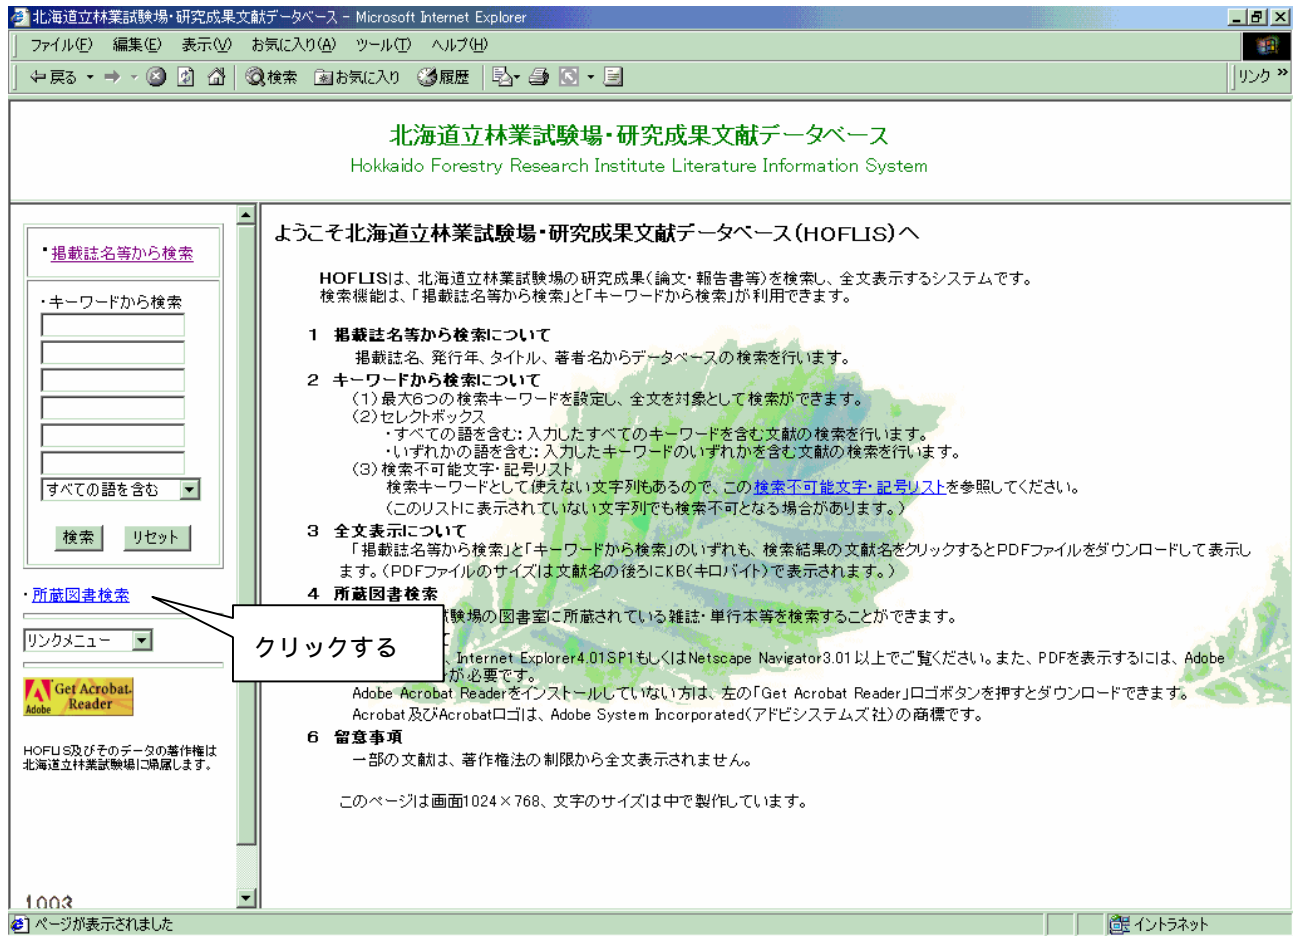 北海道立林業試験場・研究成果文献データベース - Microsoft Internet Explorer
ファイル(F) 編集(E) 表示(V) お気に入り(A) ツール(T) ヘルプ(H)
戻る 検索 お気に入り 履歴 リンク »
北海道立林業試験場・研究成果文献データベース
Hokkaido Forestry Research Institute Literature Information System
・掲載誌名等から検索
・キーワードから検索
すべての語を含む
検索 リセット
・所蔵図書検索
リンクメニュー
Get Acrobat
Reader
Adobe
HOFLIS及びそのデータの著作権は
北海道立林業試験場に帰属します。
1003
クリックする
ようこそ北海道立林業試験場・研究成果文献データベース(HOFLIS)へ
HOFLISは、北海道立林業試験場の研究成果(論文・報告書等)を検索し、全文表示するシステムです。
検索機能は、「掲載誌名等から検索」と「キーワードから検索」が利用できます。
1 掲載誌名等から検索について
掲載誌名、発行年、タイトル、著者名からデータベースの検索を行います。
2 キーワードから検索について
(1)最大6つの検索キーワードを設定し、全文を対象として検索ができます。
(2)セレクトボックス
・すべての語を含む:入力したすべてのキーワードを含む文献の検索を行います。
・いずれかの語を含む:入力したキーワードのいずれかを含む文献の検索を行います。
(3)検索不可能文字・記号リスト
検索キーワードとして使えない文字列もあるので、この検索不可能文字・記号リストを参照してください。
(このリストに表示されていない文字列でも検索不可となる場合があります。)
3 全文表示について
「掲載誌名等から検索」と「キーワードから検索」のいずれも、検索結果の文献名をクリックするとPDFファイルをダウンロードして表示し
ます。(PDFファイルのサイズは文献名の後ろにKB(キロバイト)で表示されます。)
4 所蔵図書検索
験場の図書室に所蔵されている雑誌・単行本等を検索することができます。
て
、Internet Explorer4.01SP1もしくはNetscape Navigator3.01以上でご覧ください。また、PDFを表示するには、Adobe
が必要です。
Adobe Acrobat Readerをインストールしていない方は、左の「Get Acrobat Reader」ロゴボタンを押すとダウンロードできます。
Acrobat及びAcrobatロゴは、Adobe System Incorporated(アドビシステムズ社)の商標です。
6 留意事項
一部の文献は、著作権法の制限から全文表示されません。
このページは画面1024×768、文字のサイズは中で製作しています。
ページが表示されました イントラネット